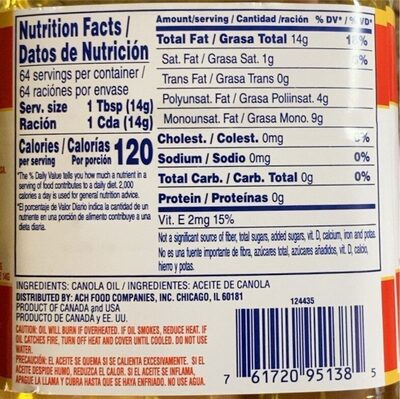 Nutrition Facts /
Datos de Nutrición
64 servings per container /
64 raciónes por envase
Serv. size 1 Tbsp (14g)
Ración 1 Cda (14g)
Calories / Calorías 120
per serving Por porción
*The % Daily Value tells you how much a nutrient in a
serving of food contributes to a daily diet. 2,000
calories a day is used for general nutrition advice.
*El porcentaje de Valor Diario indica la cantidad de un
nutriente en una porción de alimento contribuye a una
dieta diaria.
Amount/serving / Cantidad /ración % DV* / % VD*
Total Fat / Grasa Total 14g 18%
Sat. Fat / Grasa Sat. 1g
Trans Fat / Grasa Trans 0g
Polyunsat. Fat / Grasa Poliinsat. 4g
Monounsat. Fat / Grasa Mono. 9g
Cholest. / Colest. 0mg 0%
Sodium / Sodio 0mg 0%
Total Carb. / Carb. Total 0g 0%
Protein / Proteínas 0g
Vit. E 2mg 15%
Not a significant source of fiber, total sugars, added sugars, vit. D, calcium, iron and potas.
No es una fuente importante de fibra, azúcares total, azúcares añadidos, vit. D, calcio,
hierro y potas.
INGREDIENTS: CANOLA OIL / INGREDIENTES: ACEITE DE CANOLA
DISTRIBUTED BY: ACH FOOD COMPANIES, INC. CHICAGO, IL 60181
PRODUCT OF CANADA and USA
PRODUCTO DE CANADA y EE. UU.
CAUTION: OIL WILL BURN IF OVERHEATED. IF OIL SMOKES, REDUCE HEAT. IF
OIL CATCHES FIRE, TURN OFF HEAT AND COVER UNTIL COOLED. DO NOT USE
WATER.
PRECAUCIÓN: EL ACEITE SE QUEMA SI SE CALIENTA EXCESIVAMENTE. SI EL
ACEITE DESPIDE HUMO, REDUZCA EL CALOR. SI EL ACEITE SE INFLAMA,
APAGUE LA LLAMA Y CUBRA HASTA QUE SE HAYA ENFRIADO. NO USE AGUA.
124435
7 61720 95138 5